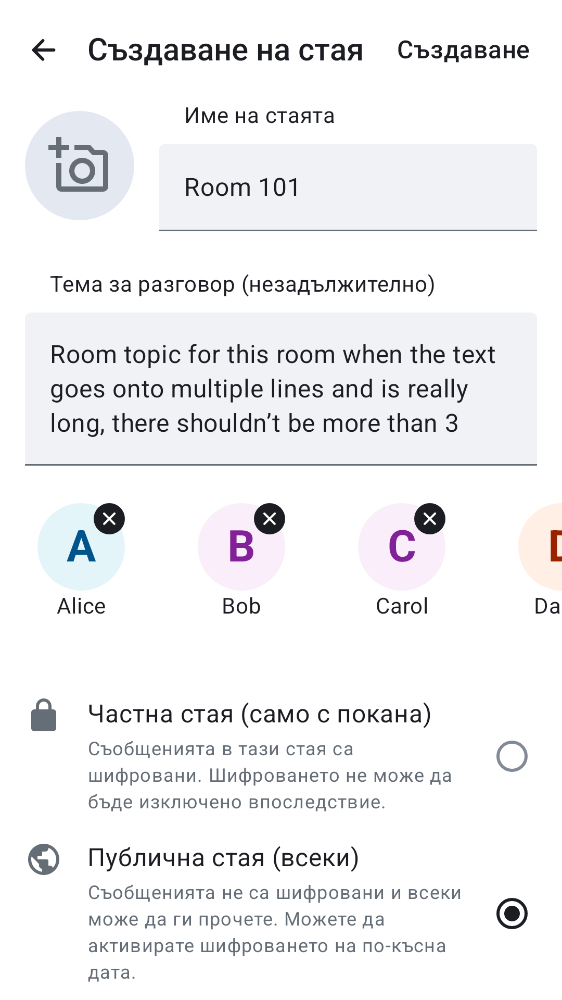 Създаване на стая
Създаване
Име на стаята
Room 101
Тема за разговор (незадължително)
Room topic for this room when the text
goes onto multiple lines and is really
long, there shouldn’t be more than 3
A B C D
Alice Bob Carol Da
Частна стая (само с покана)
Съобщенията в тази стая са
шифровани. Шифроването не може да
бъде изключено впоследствие.
Публична стая (всеки)
Съобщенията не са шифровани и всеки
може да ги прочете. Можете да
активирате шифроването на по-късна
дата.